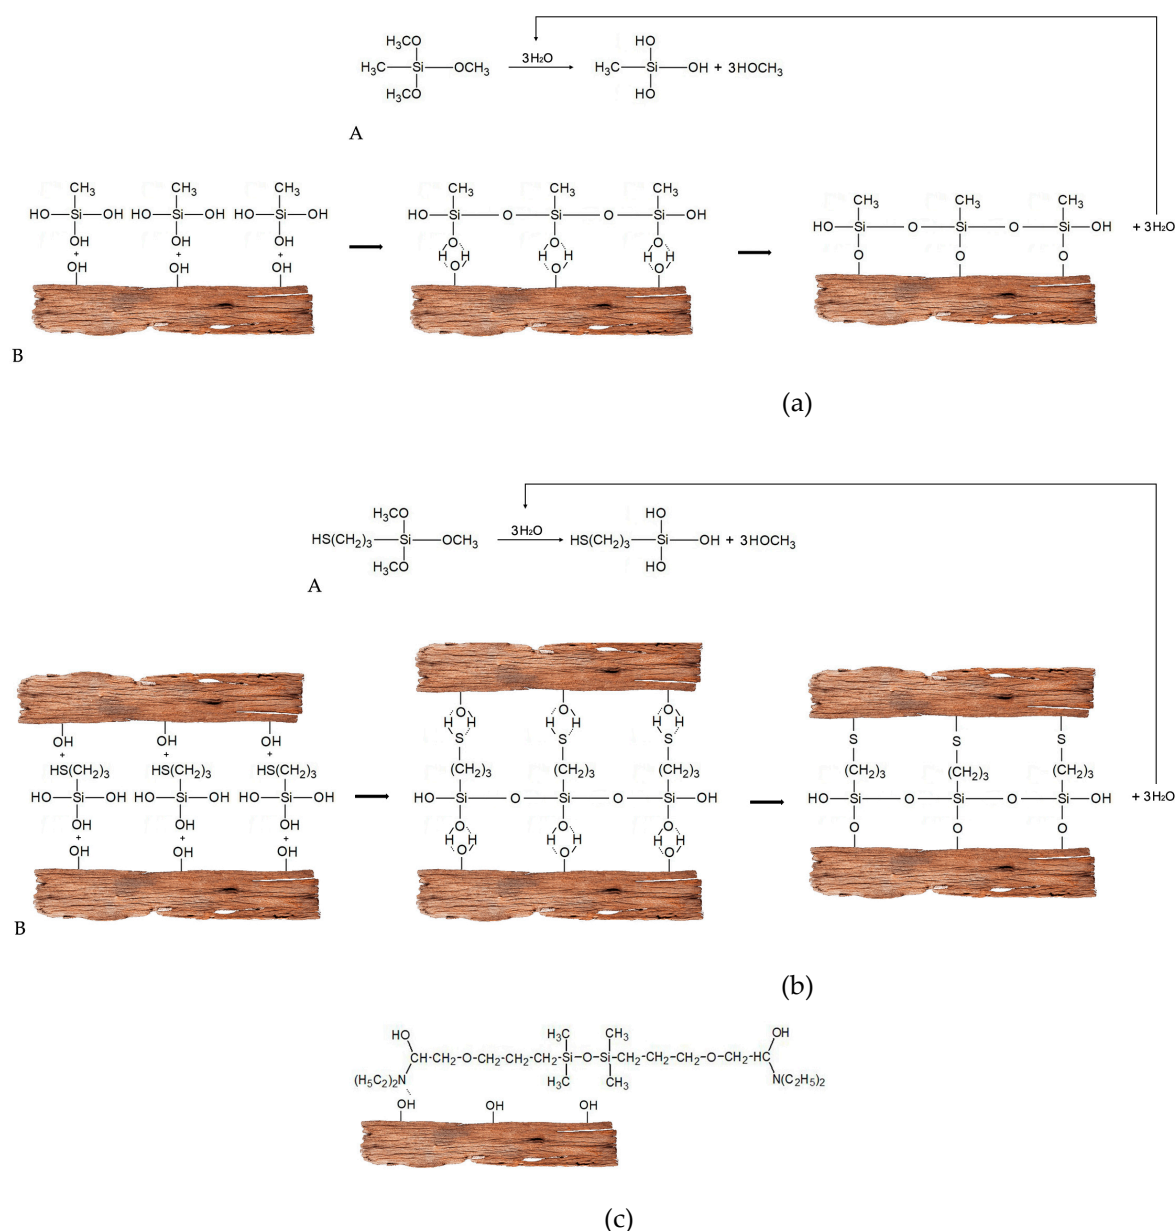 H₃CO
H₃C—Si—OCH₃
H₃CO
3H₂O
HO
H₃C—Si—OH + 3HOCH₃
HO
A
CH₃ CH₃ CH₃
HO—Si—OH HO—Si—OH HO—Si—OH
OH OH OH
+ + +
OH OH OH
CH₃ CH₃ CH₃
HO—Si—O—Si—O—Si—OH
O O O
H H H H H H
O O O
CH₃ CH₃ CH₃
HO—Si—O—Si—O—Si—OH + 3H₂O
O O O
B
(a)
H₃CO
HS(CH₂)₃—Si—OCH₃
H₃CO
3H₂O
HO
HS(CH₂)₃—Si—OH + 3HOCH₃
HO
A
OH OH OH
+ + +
HS(CH₂)₃ HS(CH₂)₃ HS(CH₂)₃
HO—Si—OH HO—Si—OH HO—Si—OH
OH OH OH
+ + +
OH OH OH
O O O
H H H H H H
S S S
(CH₂)₃ (CH₂)₃ (CH₂)₃
HO—Si—O—Si—O—Si—OH
O O O
H H H H H H
O O O
S S S
(CH₂)₃ (CH₂)₃ (CH₂)₃
HO—Si—O—Si—O—Si—OH + 3H₂O
O O O
B
(b)
HO H₃C CH₃ OH
CH-CH₂-O-CH₂-CH₂-CH₂-Si-O-Si-CH₂-CH₂-CH₂-O-CH₂-HC
(H₅C₂)₂N CH₃ CH₃ N(C₂H₅)₂
OH OH OH
(c)